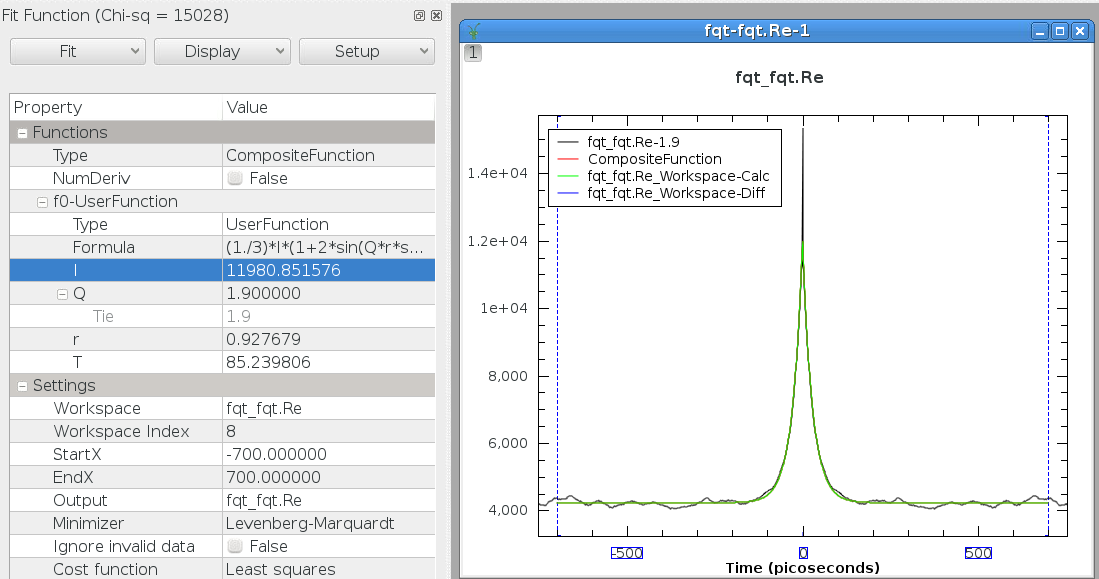 Fit Function (Chi-sq = 15028)
Fit Display Setup
Property Value
Functions
Type CompositeFunction
NumDeriv False
f0-UserFunction
Type UserFunction
Formula (1./3)*I*(1+2*sin(Q*r*s...
I 11980.851576
Q 1.900000
Tie 1.9
r 0.927679
T 85.239806
Settings
Workspace fqt_fqt.Re
Workspace Index 8
StartX -700.000000
EndX 700.000000
Output fqt_fqt.Re
Minimizer Levenberg-Marquardt
Ignore invalid data False
Cost function Least squares
fqt-fqt.Re-1
1
fqt_fqt.Re
fqt_fqt.Re-1.9
CompositeFunction
fqt_fqt.Re_Workspace-Calc
fqt_fqt.Re_Workspace-Diff
1.4e+04
1.2e+04
1e+04
8,000
6,000
4,000
-500 0 500
Time (picoseconds)